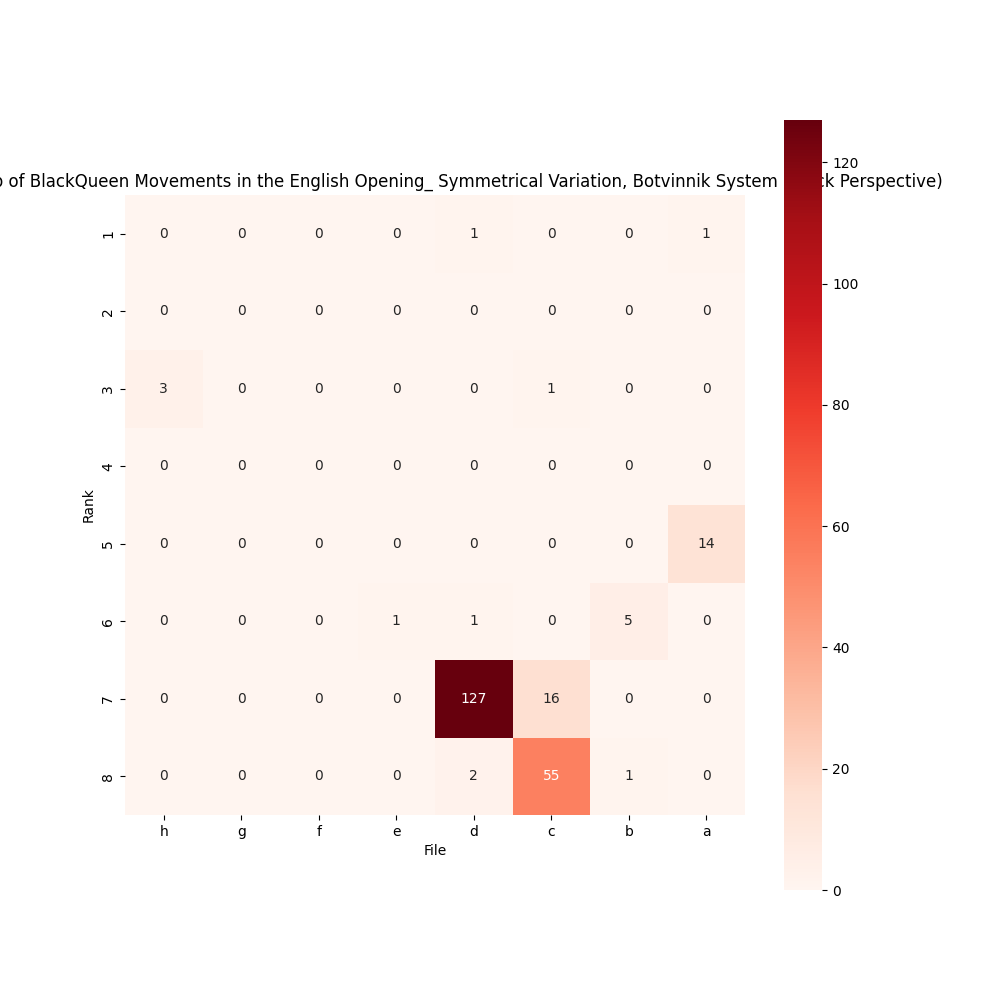 of BlackQueen Movements in the English Opening_ Symmetrical Variation, Botvinnik System Perspective)
120
1 0 0 0 0 1 0 0 1
100
2 0 0 0 0 0 0 0 0
3 3 0 0 0 0 1 0 0
80
4 0 0 0 0 0 0 0 0
Rank
60
5 0 0 0 0 0 0 0 14
6 0 0 0 1 1 0 5 0
40
7 0 0 0 0 127 16 0 0
20
8 0 0 0 0 2 55 1 0
h g f e d c b a
File
0